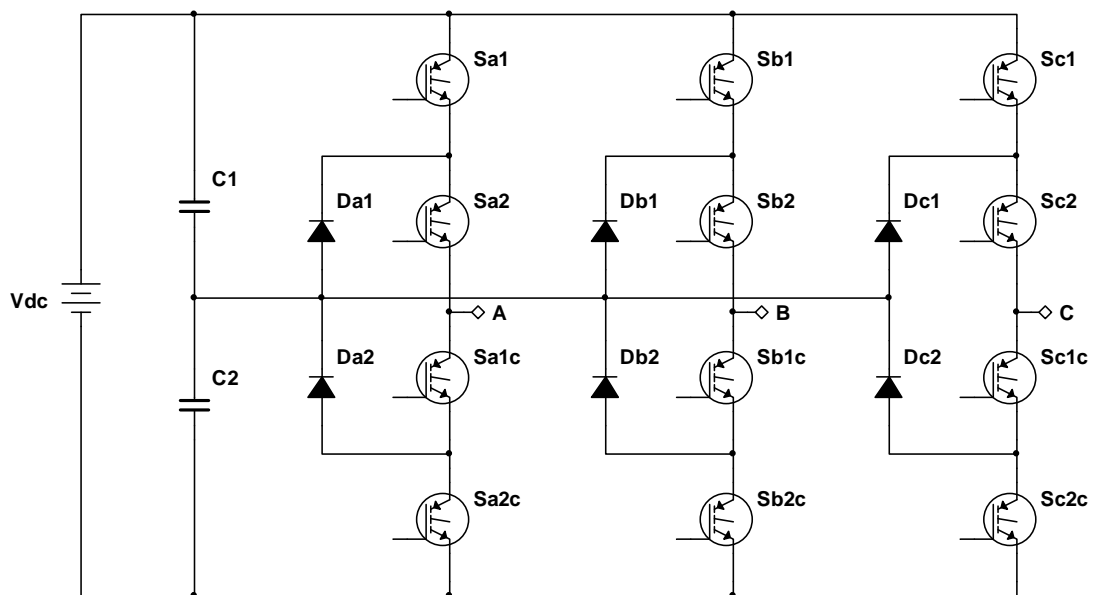 Sa1 Sb1 Sc1
C1 Da1 Sa2 Db1 Sb2 Dc1 Sc2
Vdc A B C
C2 Da2 Sa1c Db2 Sb1c Dc2 Sc1c
Sa2c Sb2c Sc2c